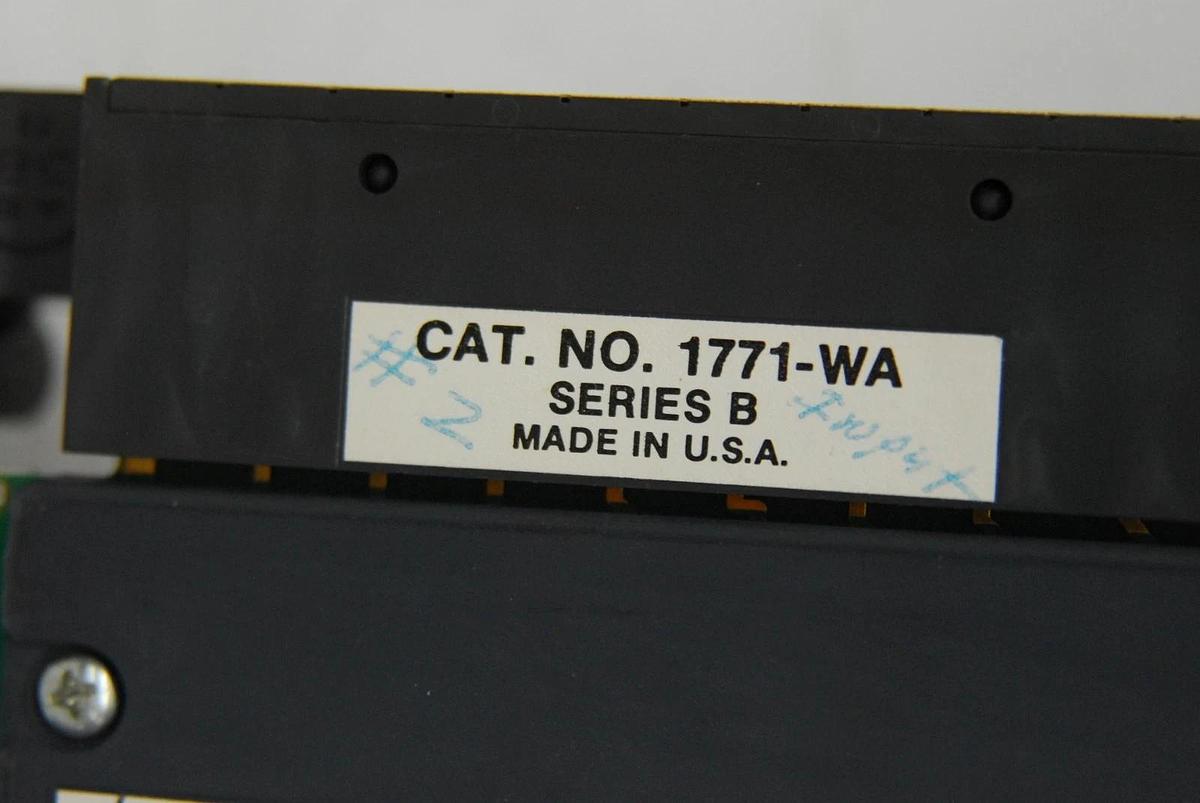 CAT. NO. 1771-WA
SERIES B
MADE IN U.S.A.
# 2
Input